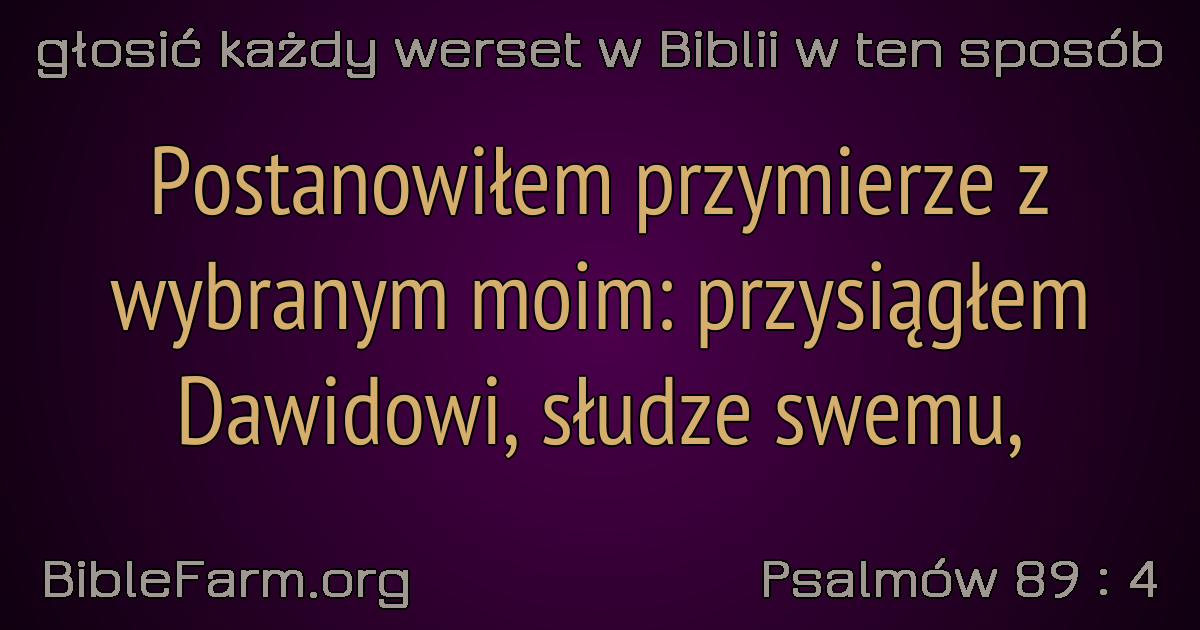 głosić każdy werset w Biblii w ten sposób
Postanowiłem przymierze z
wybranym moim: przysiągłem
Dawidowi, słudze swemu,
BibleFarm.org
Psalmów 89 : 4